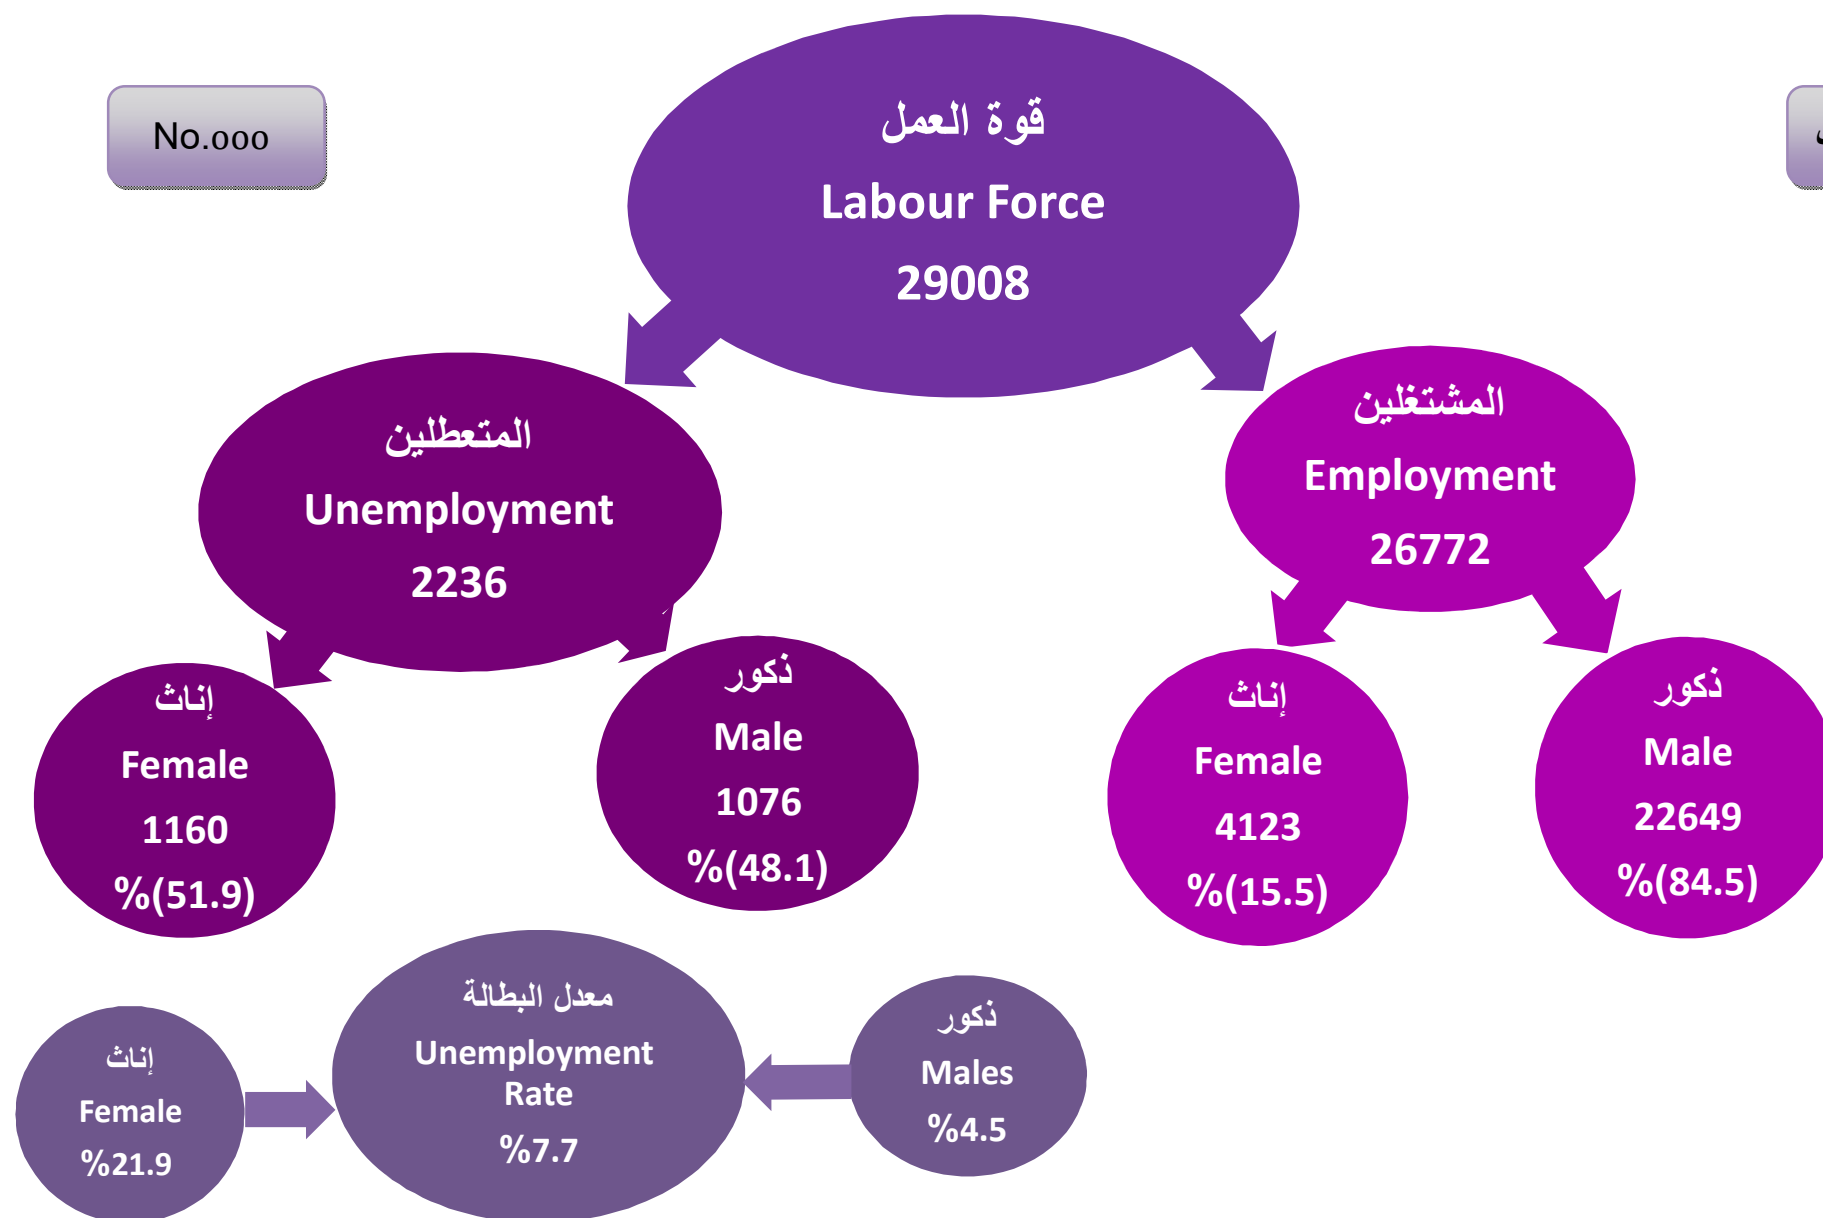 No.ooo
قوة العمل
Labour Force
29008
المتعطلين
Unemployment
2236
المشتغلين
Employment
26772
إناث
Female
1160
%(51.9)
ذكور
Male
1076
%(48.1)
إناث
Female
4123
%(15.5)
ذكور
Male
22649
%(84.5)
إناث
Female
%21.9
معدل البطالة
Unemployment
Rate
%7.7
ذكور
Males
%4.5